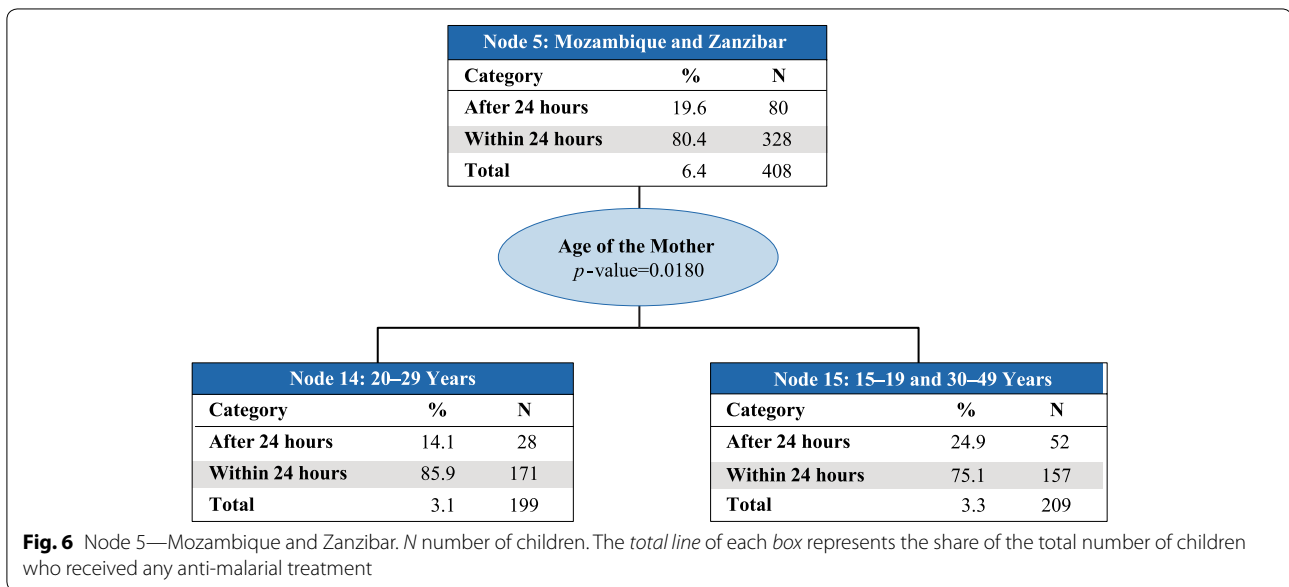 Node 5: Mozambique and Zanzibar
Category % N
After 24 hours 19.6 80
Within 24 hours 80.4 328
Total 6.4 408
Age of the Mother
p-value=0.0180
Node 14: 20–29 Years
Category % N
After 24 hours 14.1 28
Within 24 hours 85.9 171
Total 3.1 199
Node 15: 15–19 and 30–49 Years
Category % N
After 24 hours 24.9 52
Within 24 hours 75.1 157
Total 3.3 209
Fig. 6 Node 5—Mozambique and Zanzibar. N number of children. The total line of each box represents the share of the total number of children
who received any anti-malarial treatment